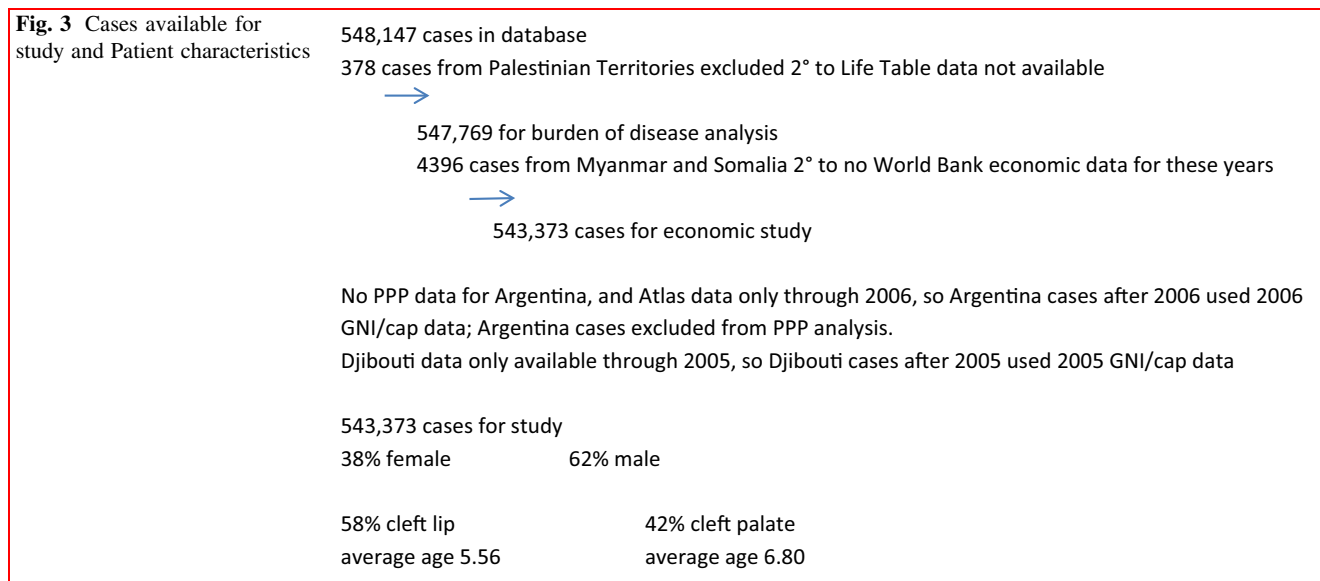 Fig. 3 Cases available for
study and Patient characteristics
548,147 cases in database
378 cases from Palestinian Territories excluded 2° to Life Table data not available
547,769 for burden of disease analysis
4396 cases from Myanmar and Somalia 2° to no World Bank economic data for these years
543,373 cases for economic study
No PPP data for Argentina, and Atlas data only through 2006, so Argentina cases after 2006 used 2006
GNI/cap data; Argentina cases excluded from PPP analysis.
Djibouti data only available through 2005, so Djibouti cases after 2005 used 2005 GNI/cap data
543,373 cases for study
38% female 62% male
58% cleft lip 42% cleft palate
average age 5.56 average age 6.80